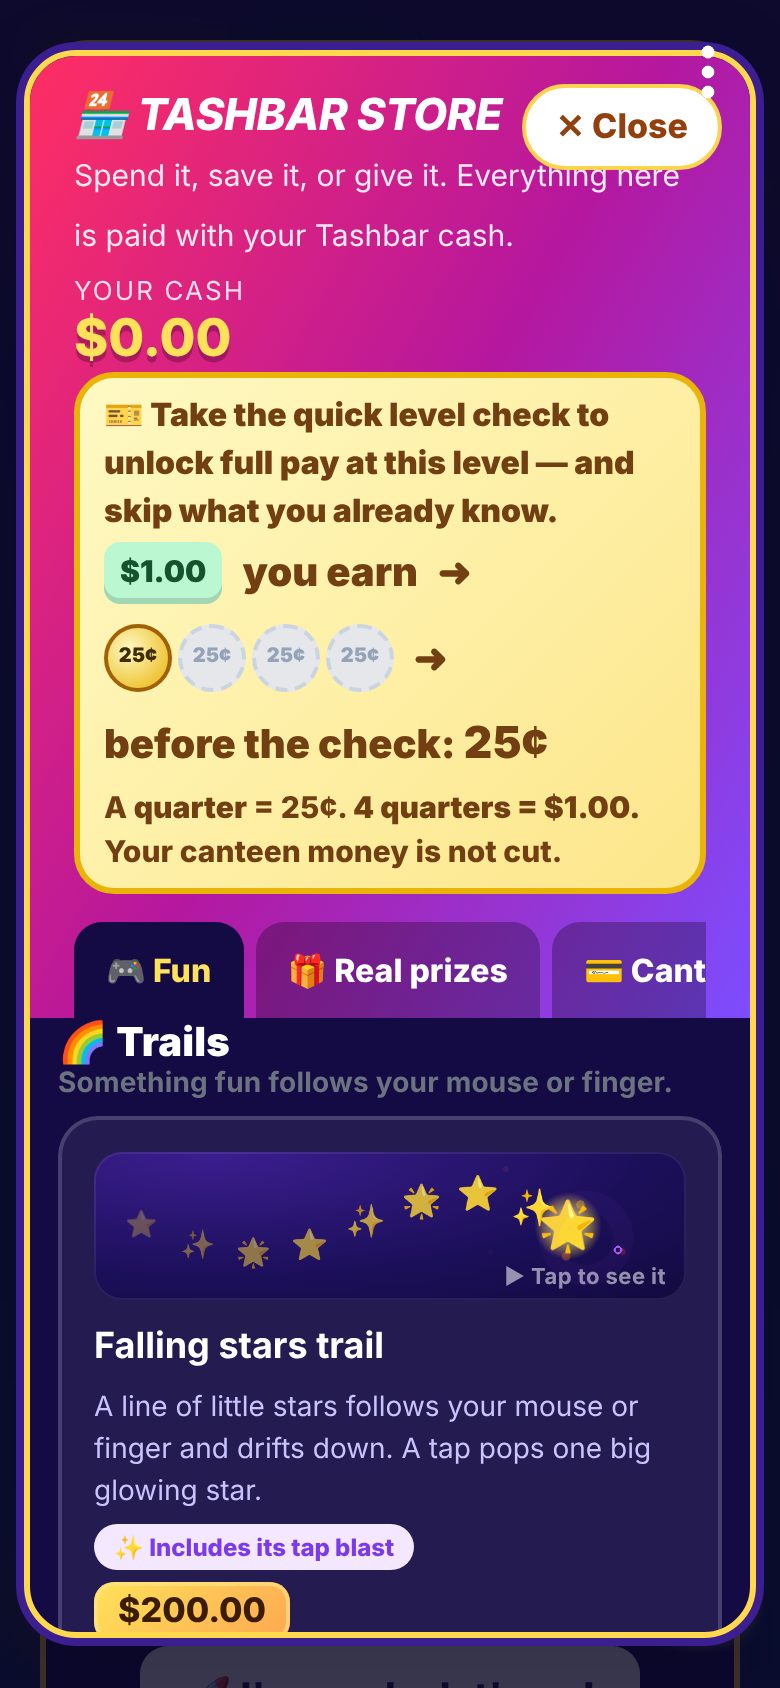 24
TASHBAR STORE
✕ Close
Spend it, save it, or give it. Everything here
is paid with your Tashbar cash.
YOUR CASH
$0.00
🎫 Take the quick level check to
unlock full pay at this level — and
skip what you already know.
$1.00 you earn ➜
25¢ 25¢ 25¢ 25¢ ➜
before the check: 25¢
A quarter = 25¢. 4 quarters = $1.00.
Your canteen money is not cut.
🎮 Fun 🎁 Real prizes 💳 Cant
🌈 Trails
Something fun follows your mouse or finger.
▶ Tap to see it
Falling stars trail
A line of little stars follows your mouse or
finger and drifts down. A tap pops one big
glowing star.
✨ Includes its tap blast
$200.00